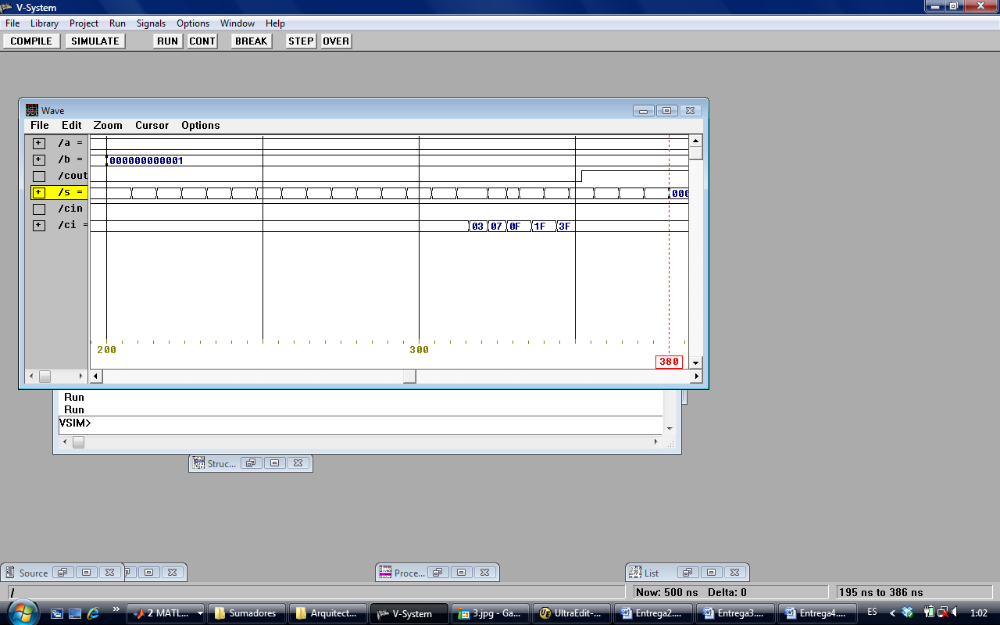 V-System
File Library Project Run Signals Options Window Help
COMPILE SIMULATE RUN CONT BREAK STEP OVER
Wave
File Edit Zoom Cursor Options
/a =
/b = 000000000001
/cout
/s = 000
/cin
/ci = 03 07 0F 1F 3F
200 300
380
Run
Run
VSIM>
Struc...
Source Proce... List
/ Now: 500 ns Delta: 0 195 ns to 386 ns
» 2 MATL... Sumadores Arquitect... V-System 3.jpg - Ga... UltraEdit-... Entrega2.... Entrega3.... Entrega4.... ES 1:02